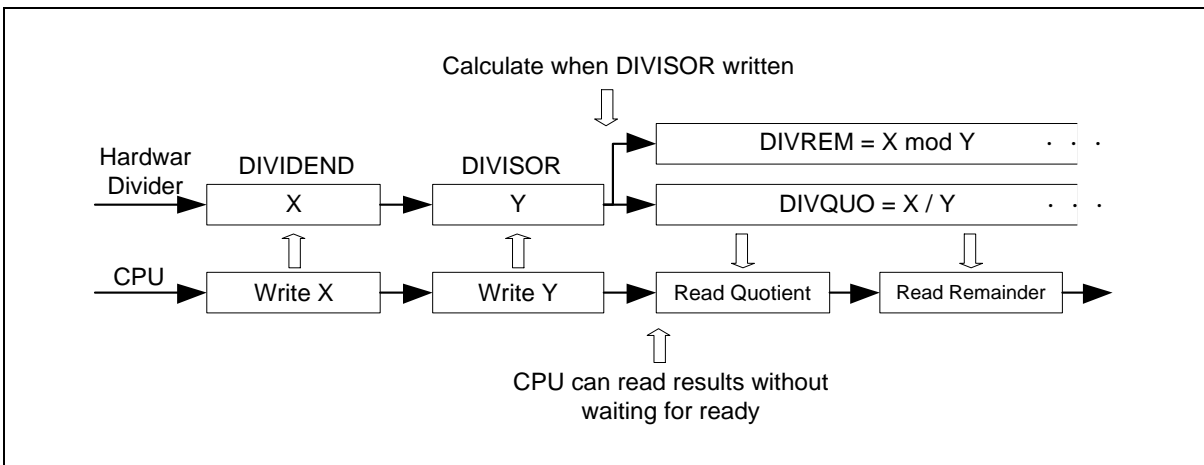 Calculate when DIVISOR written
DIVREM = X mod Y
· · ·
Hardwar
Divider
DIVIDEND
DIVISOR
X
Y
DIVQUO = X / Y
· · ·
CPU
Write X
Write Y
Read Quotient
Read Remainder
CPU can read results without
waiting for ready